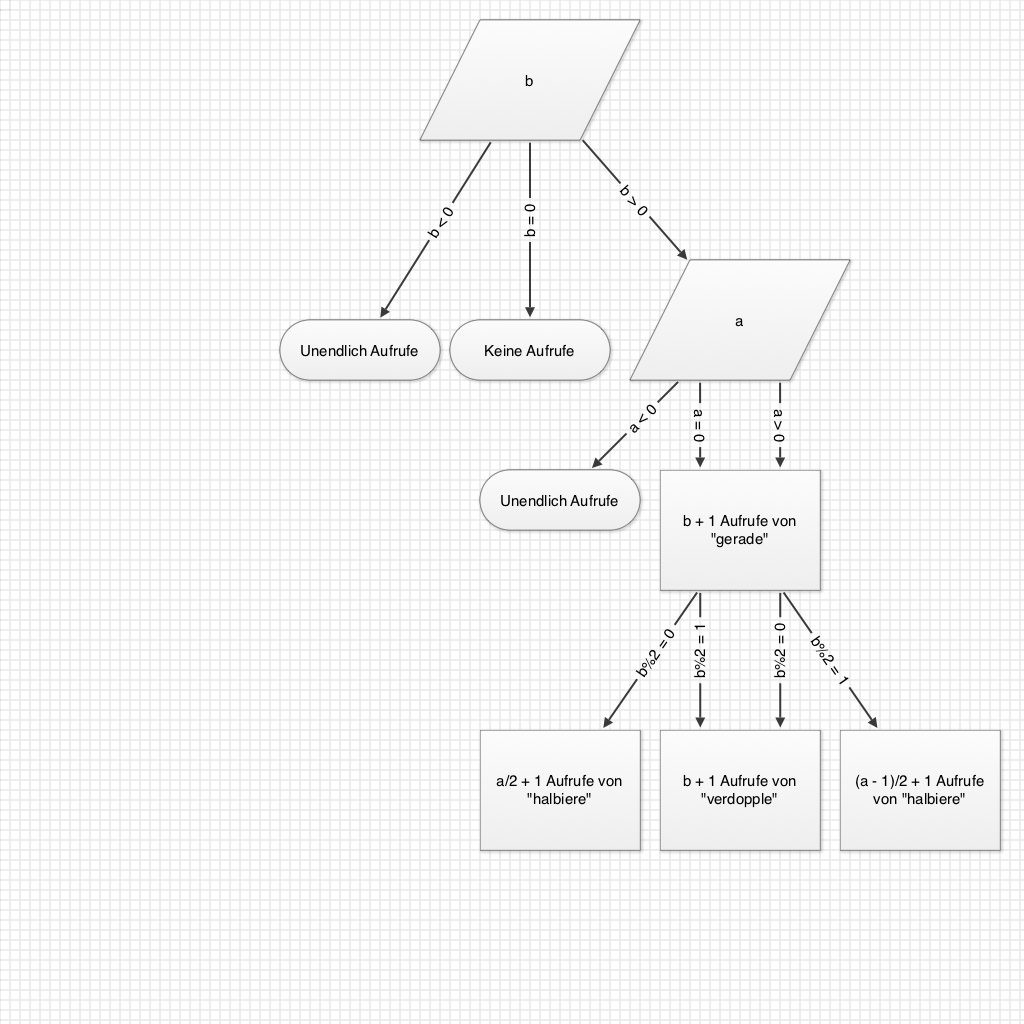 b
b < 0
b = 0
b > 0
Unendlich Aufrufe
Keine Aufrufe
a
a < 0
a = 0
a > 0
Unendlich Aufrufe
b + 1 Aufrufe von
"gerade"
b%2 = 0
b%2 = 1
b%2 = 0
b%2 = 1
a/2 + 1 Aufrufe von
"halbiere"
b + 1 Aufrufe von
"verdopple"
(a - 1)/2 + 1 Aufrufe
von "halbiere"